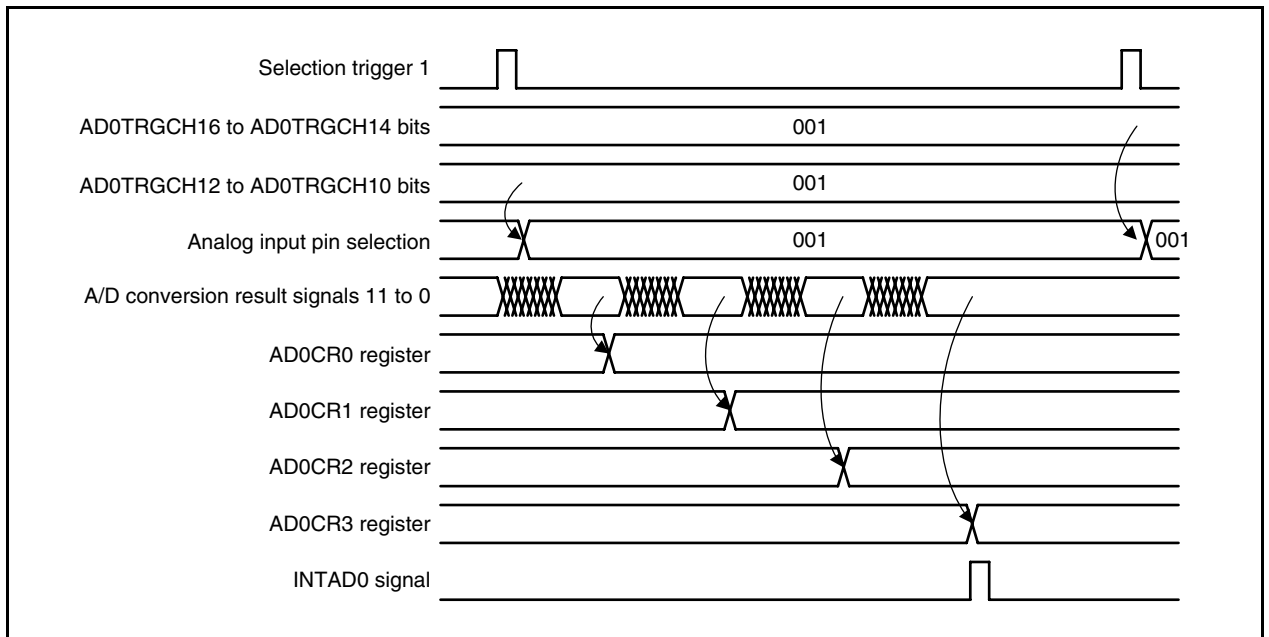 Selection trigger 1
AD0TRGCH16 to AD0TRGCH14 bits
001
AD0TRGCH12 to AD0TRGCH10 bits
001
Analog input pin selection
001
001
A/D conversion result signals 11 to 0
AD0CR0 register
AD0CR1 register
AD0CR2 register
AD0CR3 register
INTAD0 signal